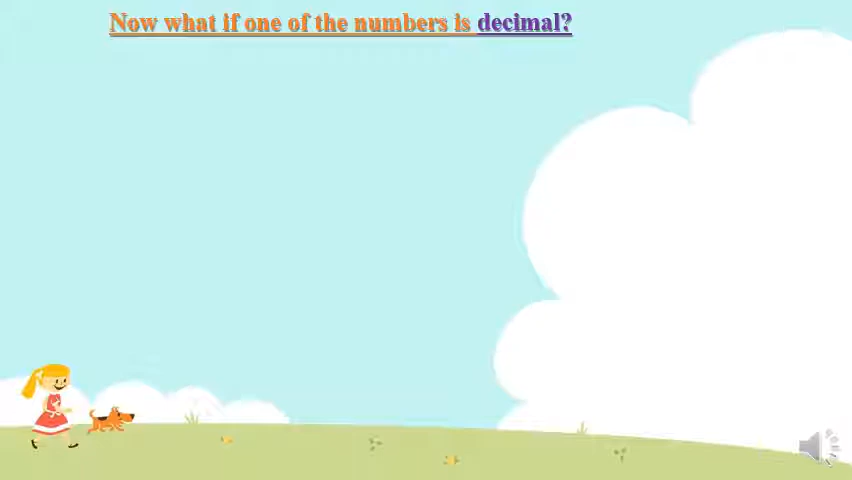 Now what if one of the numbers is decimal?